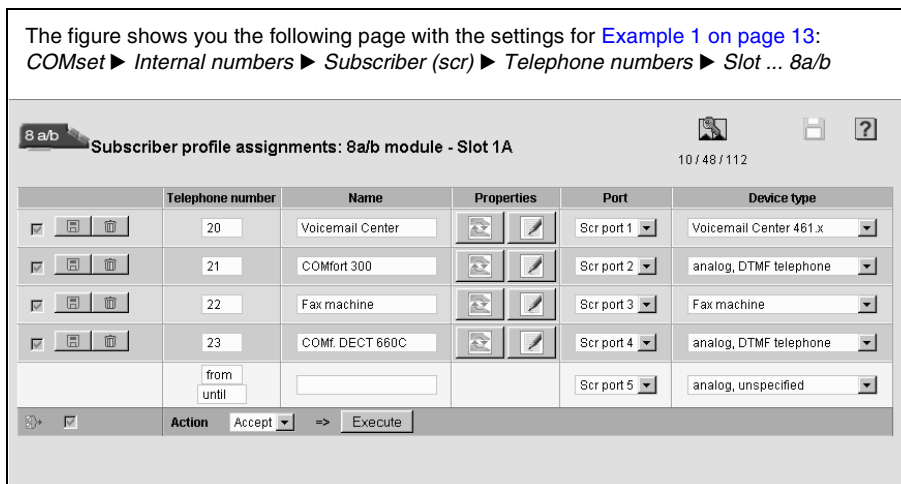 The figure shows you the following page with the settings for Example 1 on page 13:
COMset ▶ Internal numbers ▶ Subscriber (scr) ▶ Telephone numbers ▶ Slot ... 8a/b
8 a/b
Subscriber profile assignments: 8a/b module - Slot 1A
10 / 48 / 112
?
Telephone number Name Properties Port Device type
20 Voicemail Center Scr port 1 Voicemail Center 461.x
21 COMfort 300 Scr port 2 analog, DTMF telephone
22 Fax machine Scr port 3 Fax machine
23 COMf. DECT 660C Scr port 4 analog, DTMF telephone
from
until
Scr port 5 analog, unspecified
Action Accept => Execute